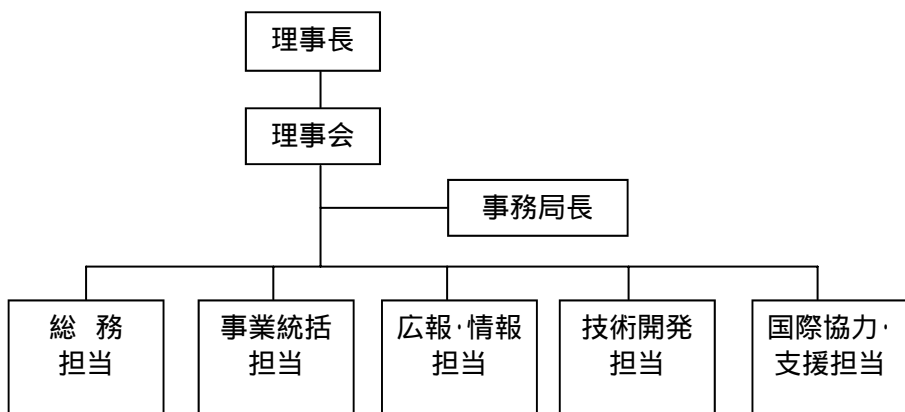 理事長
理事会
事務局長
総 務
担当
事業統括
担当
広報・情報
担当
技術開発
担当
国際協力・
支援担当